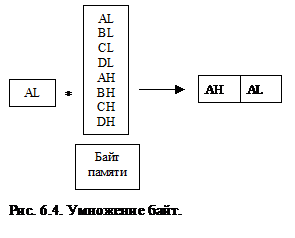 AL
BL
CL
DL
AH
BH
CH
DH
AL * → AH AL
Байт
памяти
Рис. 6.4. Умножение байт.